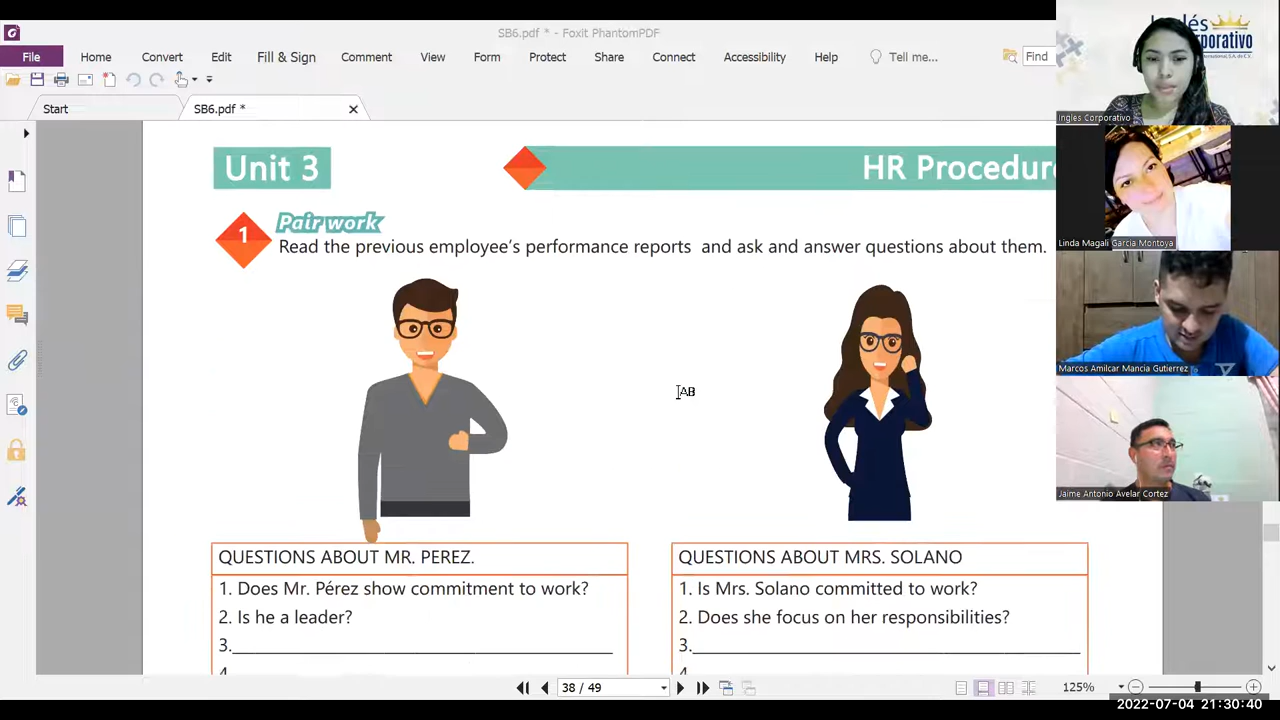 SB6.pdf * - Foxit PhantomPDF
File Home Convert Edit Fill & Sign Comment View Form Protect Share Connect Accessibility Help Tell me... Find
Start SB6.pdf *
Unit 3
HR Procedure
1
Pair work
Read the previous employee's performance reports and ask and answer questions about them.
AB
QUESTIONS ABOUT MR. PEREZ.
1. Does Mr. Pérez show commitment to work?
2. Is he a leader?
3.
4
QUESTIONS ABOUT MRS. SOLANO
1. Is Mrs. Solano committed to work?
2. Does she focus on her responsibilities?
3.
4
38 / 49
125%
Ingles Corporativo
Linda Magali Garcia Montoya
Marcos Amilcar Mancia Gutierrez
Jaime Antonio Avelar Cortez
2022-07-04 21:30:40